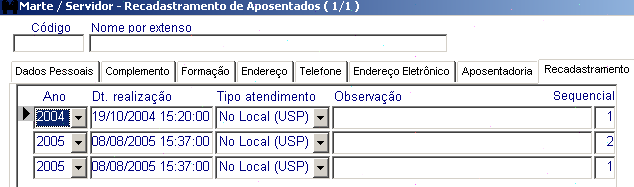 Marte / Servidor - Recadastramento de Aposentados ( 1/1 )
Código Nome por extenso
Dados Pessoais Complemento Formação Endereço Telefone Endereço Eletrônico Aposentadoria Recadastramento
Ano Dt. realização Tipo atendimento Observação Sequencial
2004 19/10/2004 15:20:00 No Local (USP) 1
2005 08/08/2005 15:37:00 No Local (USP) 2
2005 08/08/2005 15:37:00 No Local (USP) 1